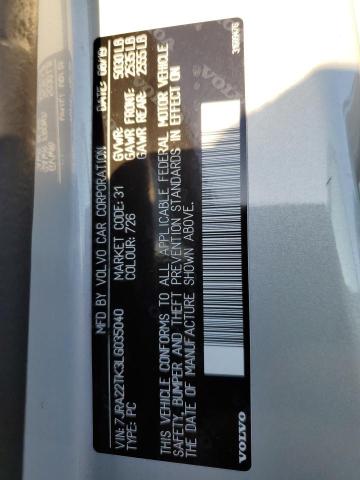 MFD BY VOLVO CAR CORPORATION DATE: 08/19
GVWR: 5030 LB
GAWR FRONT: 2535 LB
GAWR REAR: 2555 LB
VIN: 7JRA22TK3LG035040 MARKET CODE: 31
TYPE: PC COLOUR: 726
THIS VEHICLE CONFORMS TO ALL APPLICABLE FEDERAL MOTOR VEHICLE
SAFETY, BUMPER AND THEFT PREVENTION STANDARDS IN EFFECT ON
THE DATE OF MANUFACTURE SHOWN ABOVE.
VOLVO